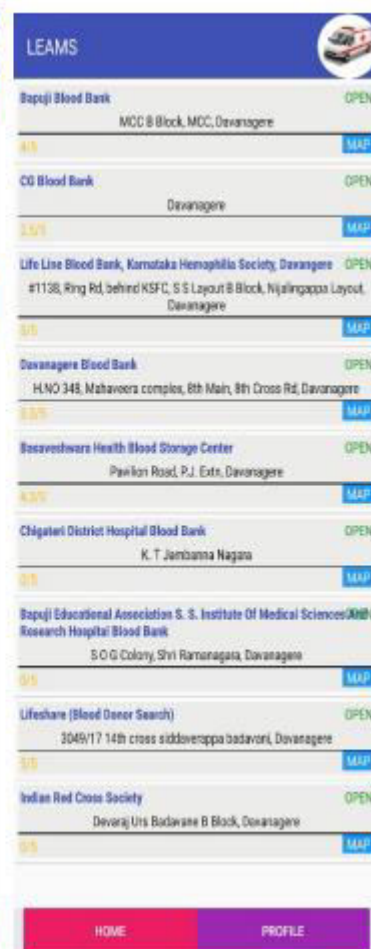 LEAMS
Bapuji Blood Bank OPEN
MCC B Block, MCC, Davanagere
4/5 MAP
CG Blood Bank OPEN
Davanagere
MAP
Life Line Blood Bank, Karnataka Hemophilia Society, Davangere OPEN
#1138, Ring Rd, behind KSFC, S S Layout B Block, Nijalingappa Layout,
Davanagere
5/5 MAP
Davanagere Blood Bank OPEN
H.NO 348, Mahaveera complex, 8th Main, 8th Cross Rd, Davanagere
MAP
Basaveshwara Health Blood Storage Center OPEN
Pavilion Road, P.J. Extn, Davanagere
MAP
Chigateri District Hospital Blood Bank OPEN
K. T Jambanna Nagara
0/5 MAP
Bapuji Educational Association S. S. Institute Of Medical Sciences And
Research Hospital Blood Bank
S O G Colony, Shri Ramanagara, Davanagere
0/5 MAP
Lifeshare (Blood Donor Search) OPEN
3049/17 14th cross siddaverappa badavani, Davanagere
5/5 MAP
Indian Red Cross Society OPEN
Devaraj Urs Badavane B Block, Davanagere
0/5 MAP
HOME PROFILE